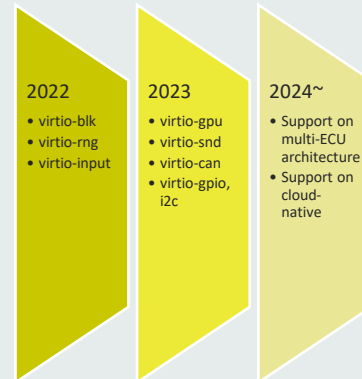 2022
• virtio-blk
• virtio-rng
• virtio-input
2023
• virtio-gpu
• virtio-snd
• virtio-can
• virtio-gpio,
i2c
2024~
• Support on
multi-ECU
architecture
• Support on
cloud-
native